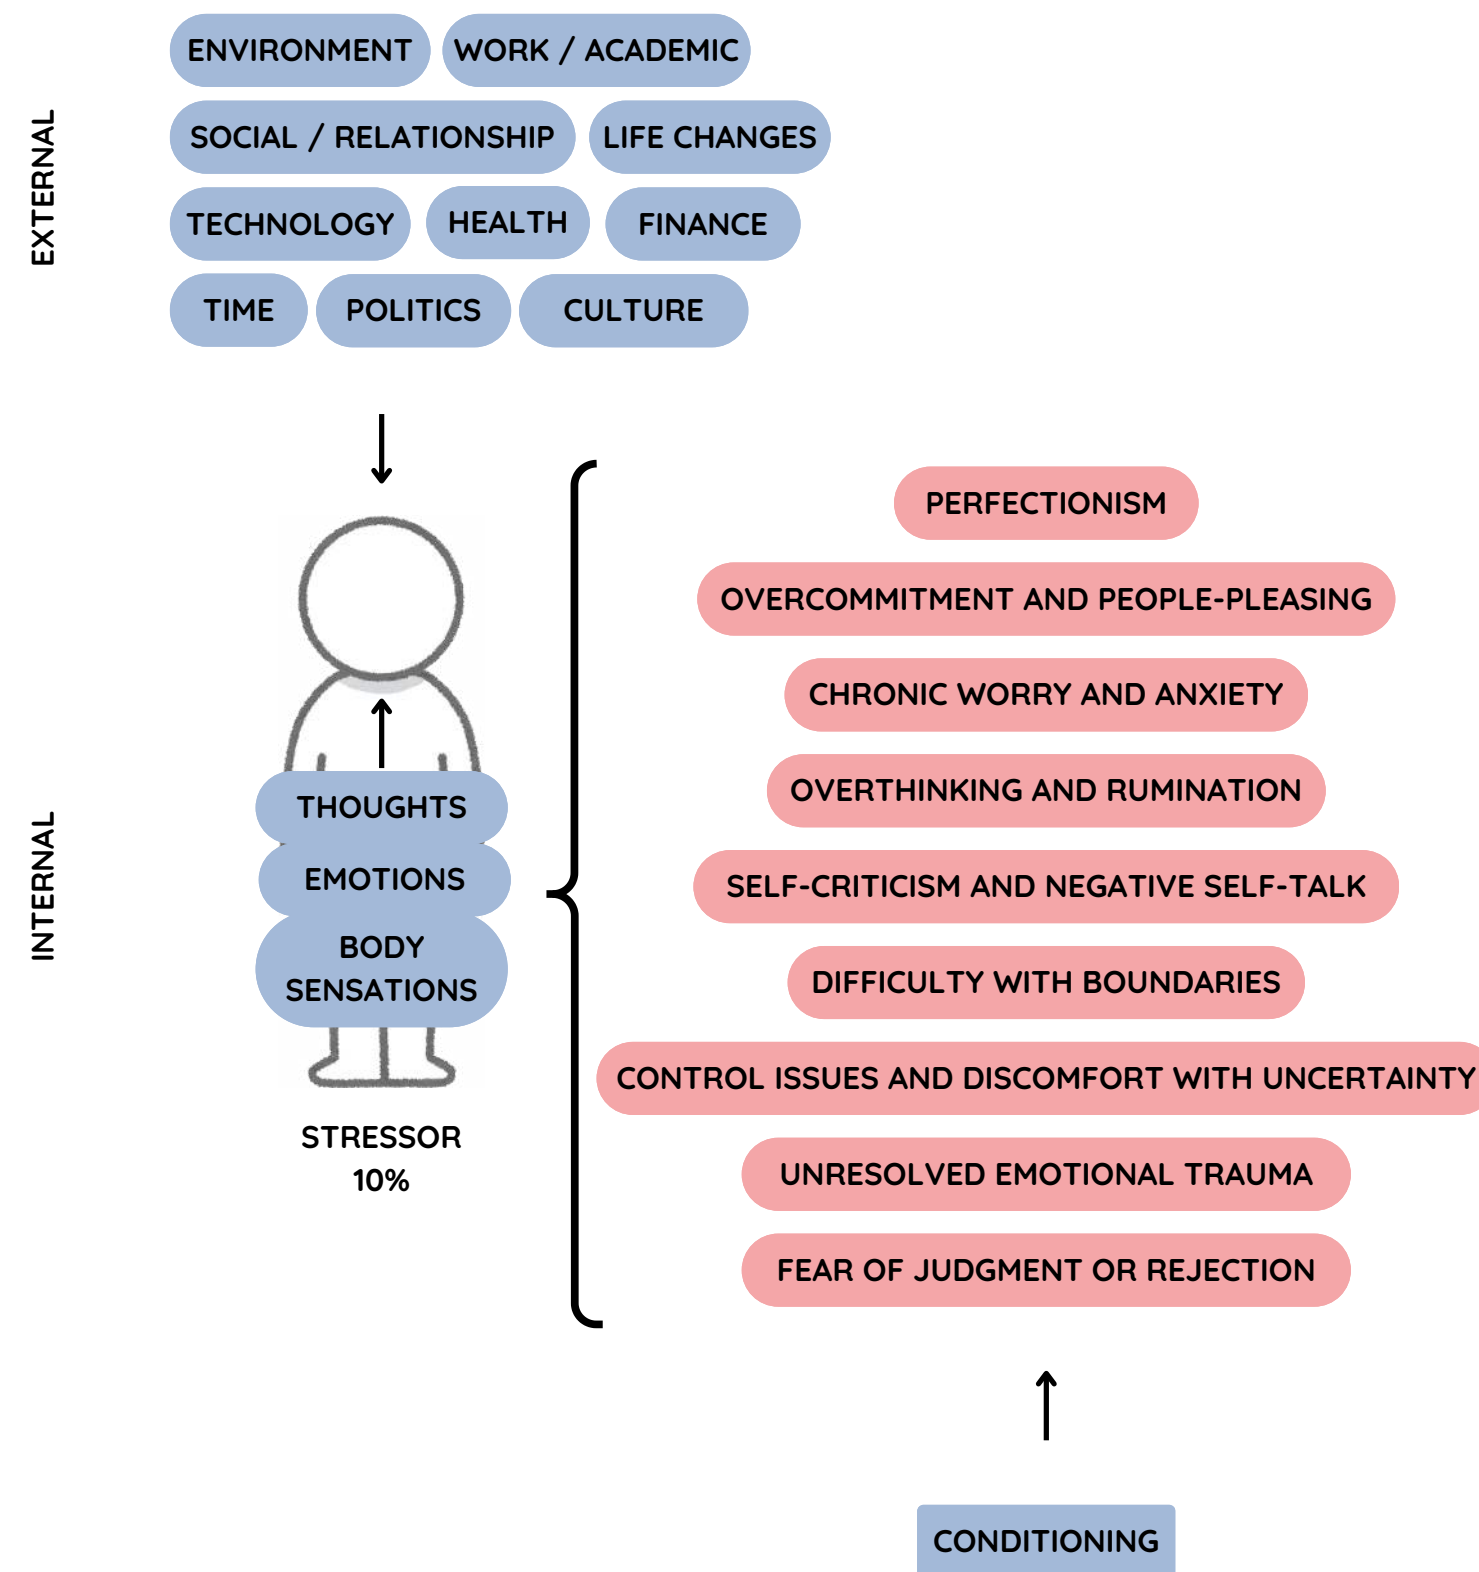 EXTERNAL
ENVIRONMENT
WORK / ACADEMIC
SOCIAL / RELATIONSHIP
LIFE CHANGES
TECHNOLOGY
HEALTH
FINANCE
TIME
POLITICS
CULTURE
INTERNAL
THOUGHTS
EMOTIONS
BODY
SENSATIONS
STRESSOR
10%
PERFECTIONISM
OVERCOMMITMENT AND PEOPLE-PLEASING
CHRONIC WORRY AND ANXIETY
OVERTHINKING AND RUMINATION
SELF-CRITICISM AND NEGATIVE SELF-TALK
DIFFICULTY WITH BOUNDARIES
CONTROL ISSUES AND DISCOMFORT WITH UNCERTAINTY
UNRESOLVED EMOTIONAL TRAUMA
FEAR OF JUDGMENT OR REJECTION
CONDITIONING